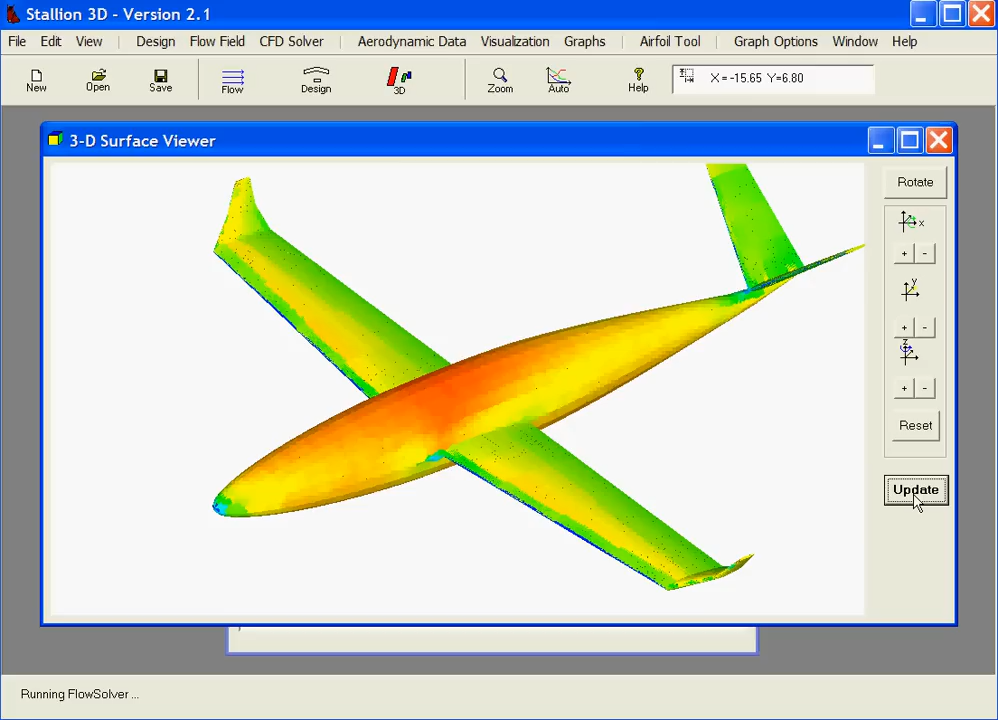 Stallion 3D - Version 2.1
File Edit View | Design Flow Field CFD Solver | Aerodynamic Data Visualization Graphs | Airfoil Tool | Graph Options Window Help
New Open Save Flow Design 3D Zoom Auto Help X=-15.65 Y=6.80
3-D Surface Viewer
Rotate
x
+ -
y
+ -
z
+ -
Reset
Update
Running FlowSolver ...